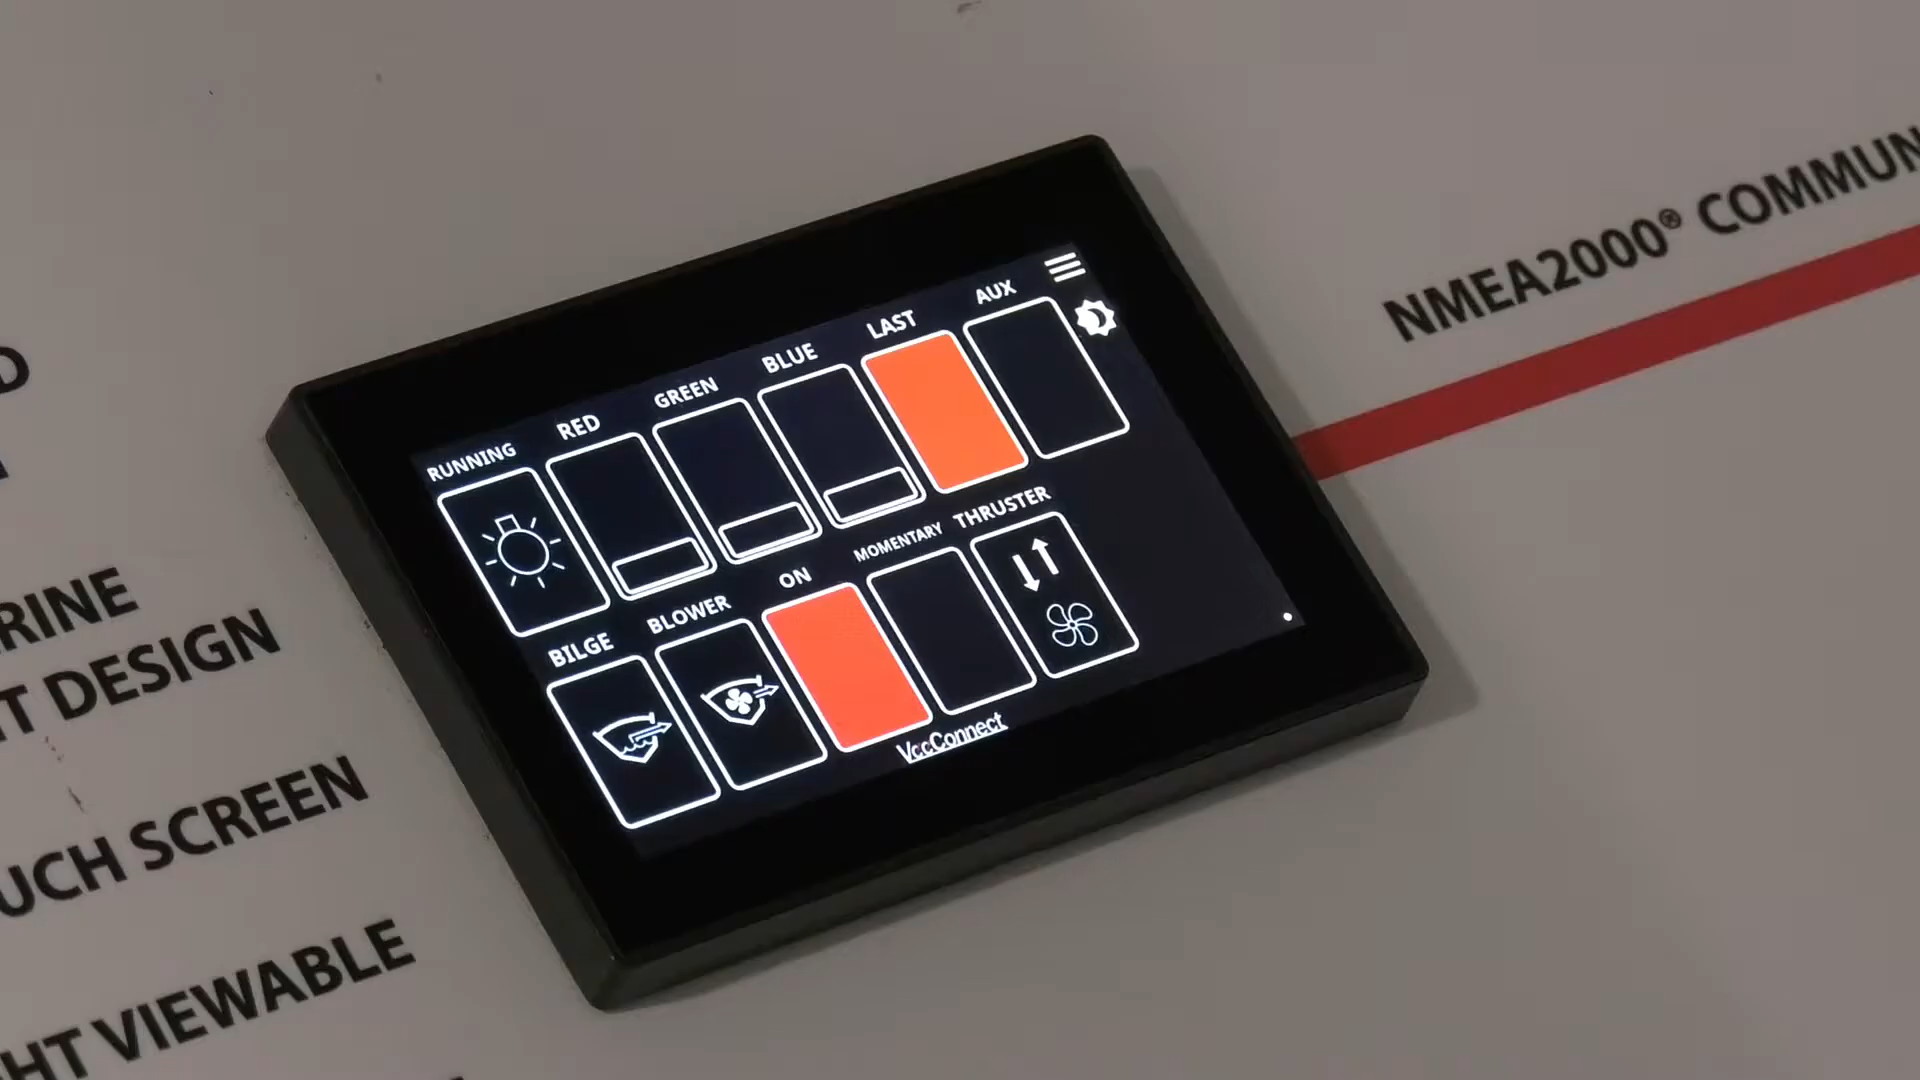 RUNNING
RED
GREEN
BLUE
LAST
AUX
BILGE
BLOWER
ON
MOMENTARY
THRUSTER
VccConnect
NMEA2000® COMMUN
D
RINE
T DESIGN
UCH SCREEN
HT VIEWABLE